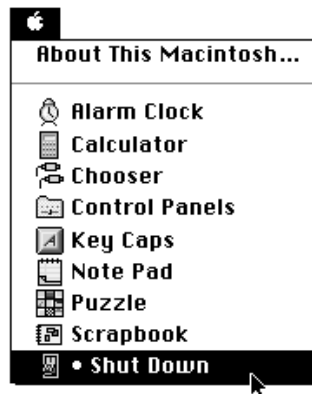 About This Macintosh...
Alarm Clock
Calculator
Chooser
Control Panels
Key Caps
Note Pad
Puzzle
Scrapbook
• Shut Down